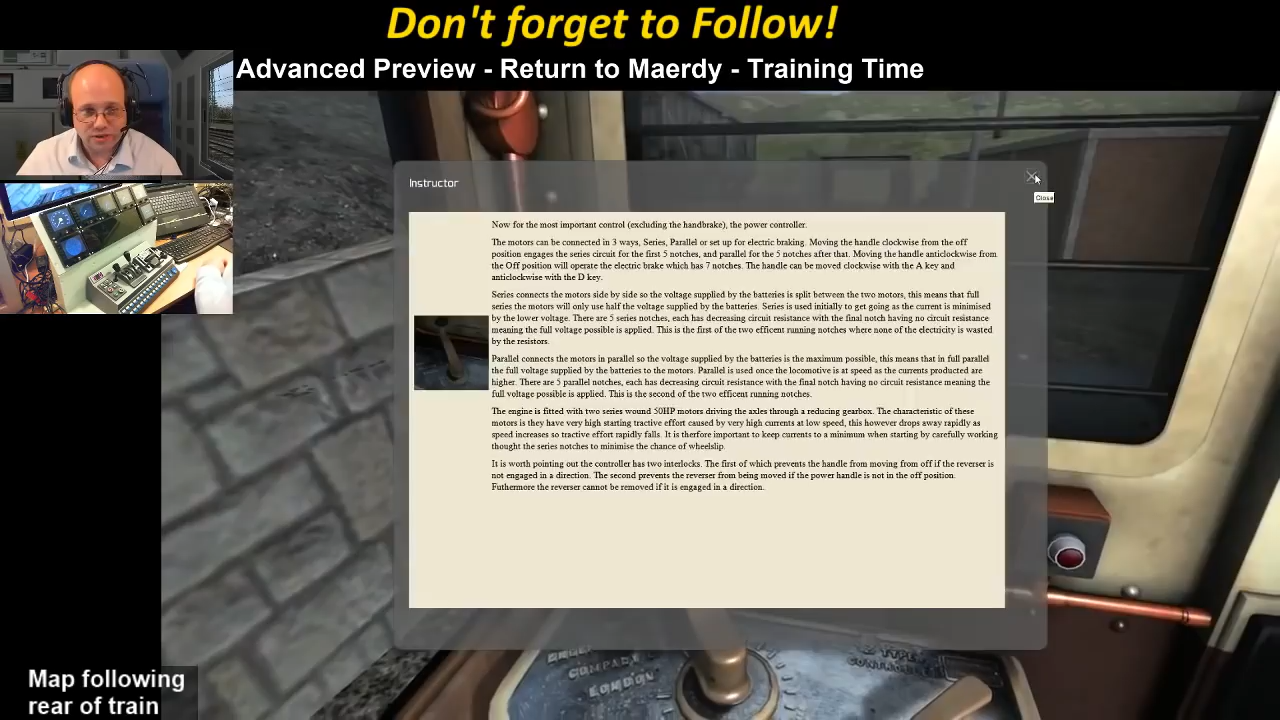 Don't forget to Follow!
Advanced Preview - Return to Maerdy - Training Time
Instructor
Close
Now for the most important control (excluding the handbrake), the power controller.
The motors can be connected in 3 ways, Series, Parallel or set up for electric braking. Moving the handle clockwise from the off
position engages the series circuit for the first 5 notches, and parallel for the 5 notches after that. Moving the handle anticlockwise from
the Off position will operate the electric brake which has 7 notches. The handle can be moved clockwise with the A key and
anticlockwise with the D key.
Series connects the motors side by side so the voltage supplied by the batteries is split between the two motors, this means that full
series the motors will only use half the voltage supplied by the batteries. Series is used initially to get going as the current is minimised
by the lower voltage. There are 5 series notches, each has decreasing circuit resistance with the final notch having no circuit resistance
meaning the full voltage possible is applied. This is the first of the two efficent running notches where none of the electricity is wasted
by the resistors.
Parallel connects the motors in parallel so the voltage supplied by the batteries is the maximum possible, this means that in full parallel
the full voltage supplied by the batteries to the motors. Parallel is used once the locomotive is at speed as the currents producted are
higher. There are 5 parallel notches, each has decreasing circuit resistance with the final notch having no circuit resistance meaning the
full voltage possible is applied. This is the second of the two efficent running notches.
The engine is fitted with two series wound 50HP motors driving the axles through a reducing gearbox. The characteristic of these
motors is they have very high starting tractive effort caused by very high currents at low speed, this however drops away rapidly as
speed increases so tractive effort rapidly falls. It is therfore important to keep currents to a minimum when starting by carefully working
thought the series notches to minimise the chance of wheelslip.
It is worth pointing out the controller has two interlocks. The first of which prevents the handle from moving from off if the reverser is
not engaged in a direction. The second prevents the reverser from being moved if the power handle is not in the off position.
Futhermore the reverser cannot be removed if it is engaged in a direction.
COMPANY
LONDON
TYPE
Map following
rear of train